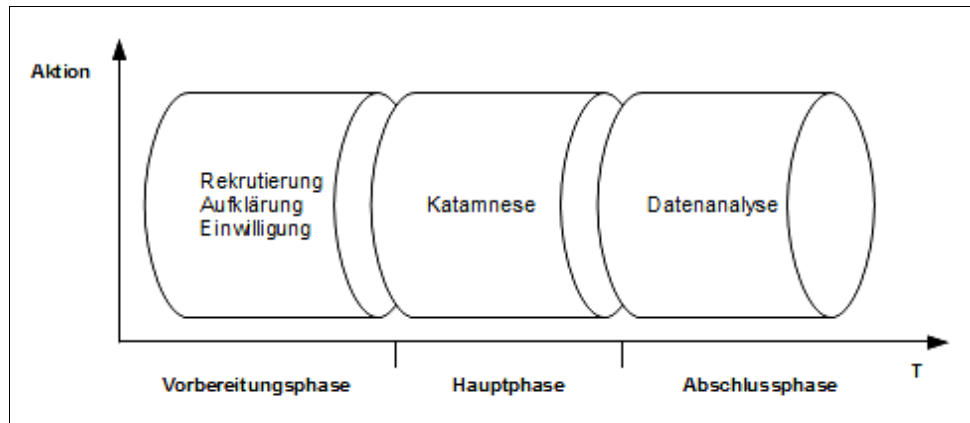 Aktion
Rekrutierung
Aufklärung
Einwilligung
Katamnese
Datenanalyse
T
Vorbereitungsphase
Hauptphase
Abschlussphase